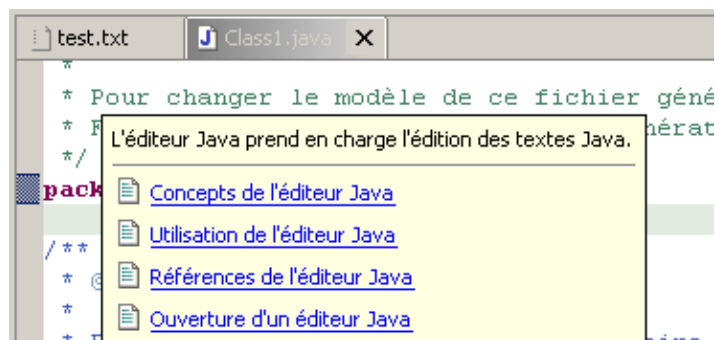 test.txt Class1.java
*
* Pour changer le modèle de ce fichier géné
* F
L'éditeur Java prend en charge l'édition des textes Java.
nérat
*/
pack
Concepts de l'éditeur Java
Utilisation de l'éditeur Java
/**
* @
Références de l'éditeur Java
*
Ouverture d'un éditeur Java
*